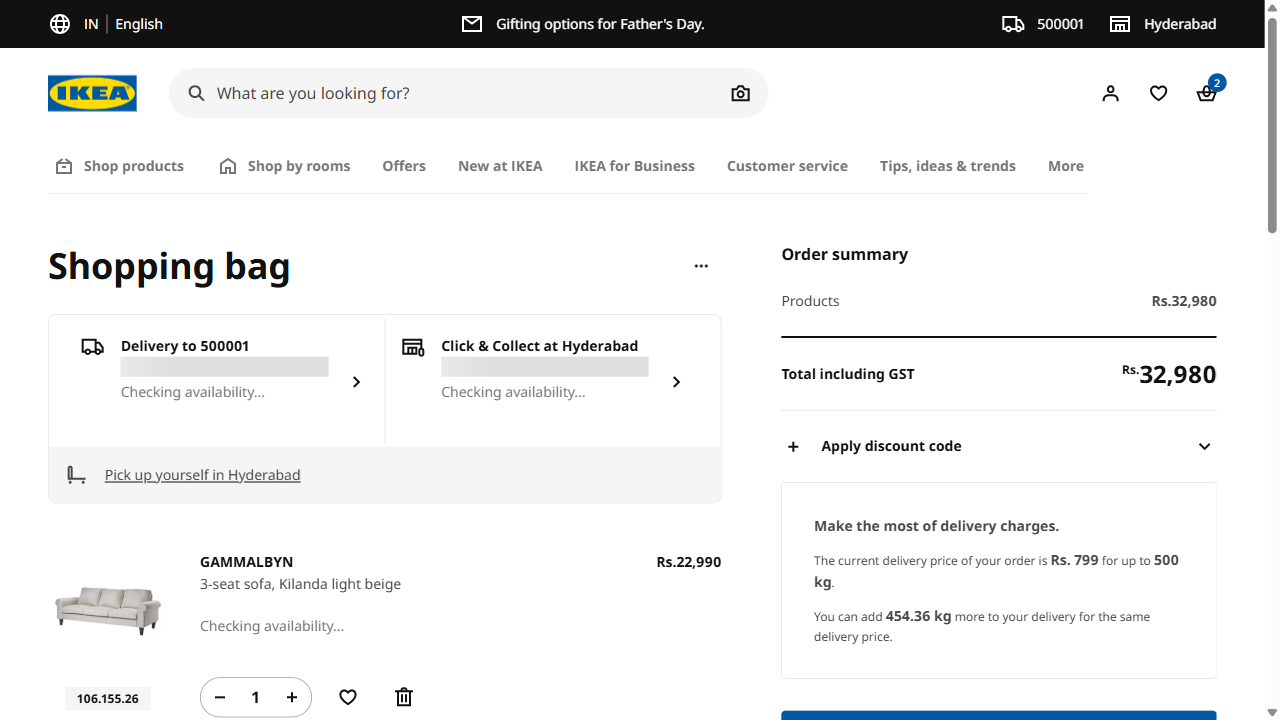 IN | English
Gifting options for Father's Day.
500001
Hyderabad
IKEA
What are you looking for?
2
Shop products
Shop by rooms
Offers
New at IKEA
IKEA for Business
Customer service
Tips, ideas & trends
More
Shopping bag
Delivery to 500001
Checking availability...
Click & Collect at Hyderabad
Checking availability...
Pick up yourself in Hyderabad
GAMMALBYN
Rs.22,990
3-seat sofa, Kilanda light beige
Checking availability...
106.155.26
1
Order summary
Products
Rs.32,980
Total including GST
Rs.32,980
Apply discount code
Make the most of delivery charges.
The current delivery price of your order is Rs. 799 for up to 500
kg.
You can add 454.36 kg more to your delivery for the same
delivery price.